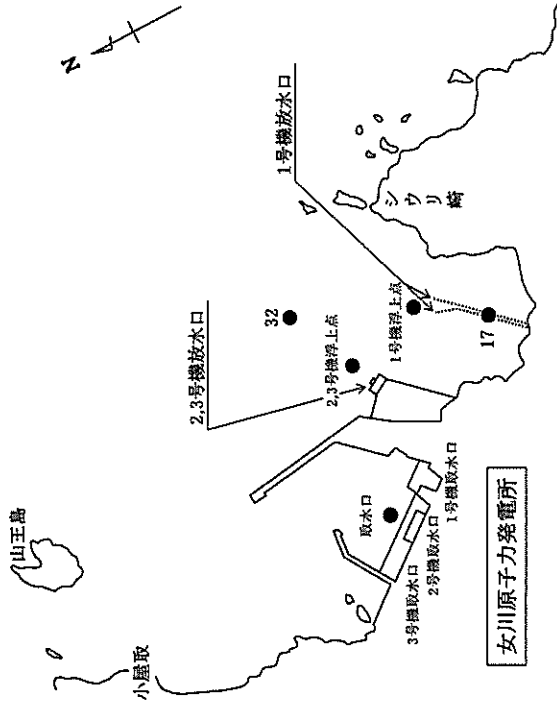 N
山王島
小屋取
2,3号機放水口
1号機放水口
32
2,3号機浮上点
1号機浮上点
シウリ崎
17
取水口
3号機取水口
2号機取水口
1号機取水口
女川原子力発電所